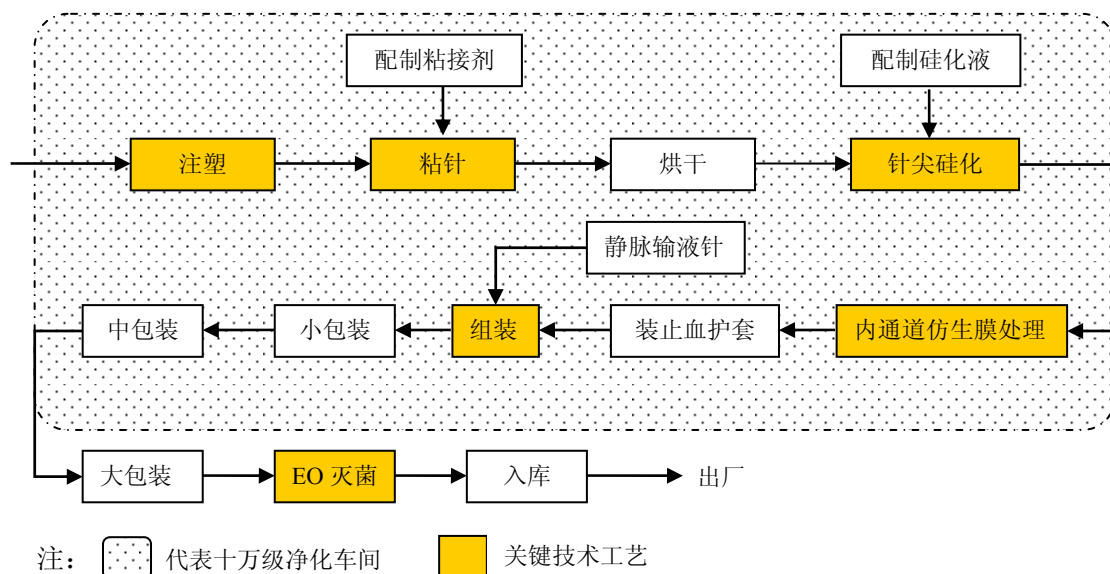 配制粘接剂
配制硅化液
注塑
粘针
烘干
针尖硅化
静脉输液针
中包装
小包装
组装
装止血护套
内通道仿生膜处理
大包装
EO 灭菌
入库
出厂
注：
代表十万级净化车间
关键技术工艺